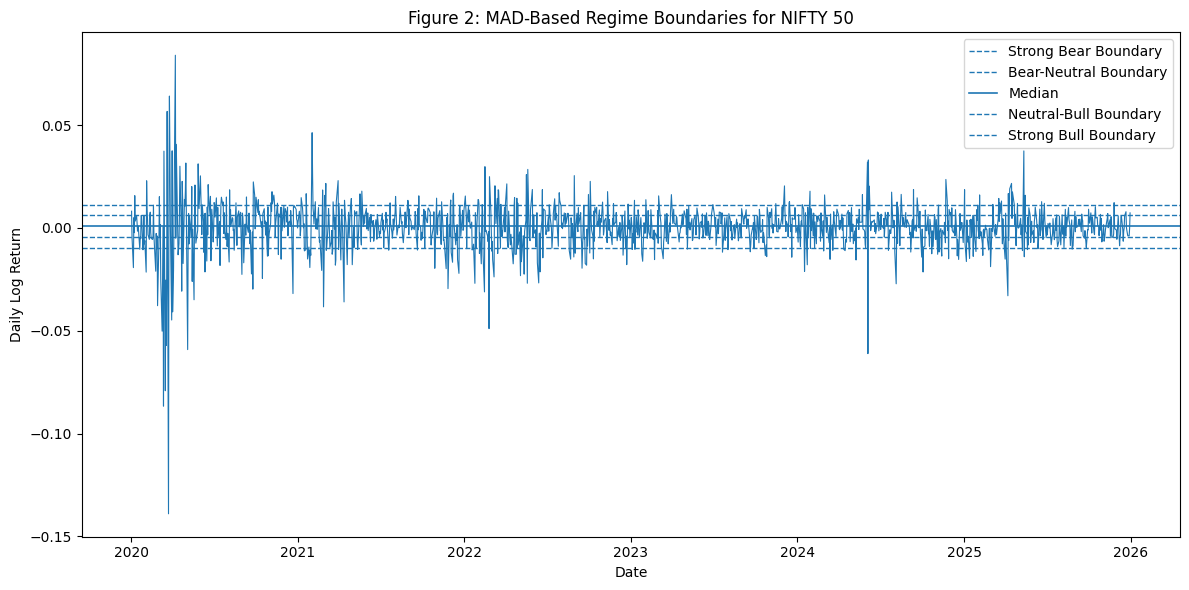 Figure 2: MAD-Based Regime Boundaries for NIFTY 50
Strong Bear Boundary
Bear-Neutral Boundary
Median
Neutral-Bull Boundary
Strong Bull Boundary
Daily Log Return
0.05
0.00
−0.05
−0.10
−0.15
2020
2021
2022
2023
2024
2025
2026
Date